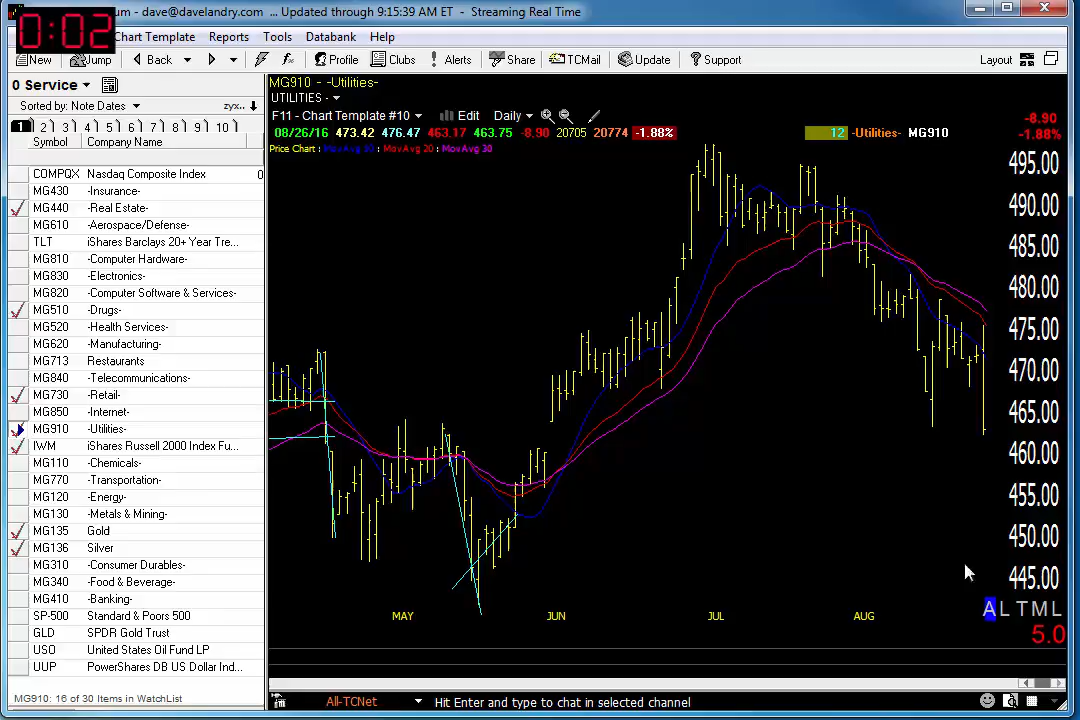 0:02
um - dave@davelandry.com ... Updated through 9:15:39 AM ET - Streaming Real Time
Chart Template Reports Tools Databank Help
New Jump Back Profile Clubs Alerts Share TCMail Update Support Layout
0 Service
Sorted by: Note Dates zyx..
1 2 3 4 5 6 7 8 9 10
Symbol Company Name
COMPQX Nasdaq Composite Index 0
MG430 -Insurance-
MG440 -Real Estate-
MG610 -Aerospace/Defense-
TLT iShares Barclays 20+ Year Tre...
MG810 -Computer Hardware-
MG830 -Electronics-
MG820 -Computer Software & Services-
MG510 -Drugs-
MG520 -Health Services-
MG620 -Manufacturing-
MG713 Restaurants
MG840 -Telecommunications-
MG730 -Retail-
MG850 -Internet-
MG910 -Utilities-
IWM iShares Russell 2000 Index Fu...
MG110 -Chemicals-
MG770 -Transportation-
MG120 -Energy-
MG130 -Metals & Mining-
MG135 Gold
MG136 Silver
MG310 -Consumer Durables-
MG340 -Food & Beverage-
MG410 -Banking-
SP-500 Standard & Poors 500
GLD SPDR Gold Trust
USO United States Oil Fund LP
UUP PowerShares DB US Dollar Ind...
MG910: 16 of 30 Items in WatchList
MG910 - -Utilities-
UTILITIES -
F11 - Chart Template #10 Edit Daily
08/26/16 473.42 476.47 463.17 463.75 -8.90 20705 20774 -1.88% 12 -Utilities- MG910
Price Chart : MovAvg 10 : MovAvg 20 : MovAvg 30
-8.90
-1.88%
495.00
490.00
485.00
480.00
475.00
470.00
465.00
460.00
455.00
450.00
445.00
MAY JUN JUL AUG
A L T M L
5.0
All-TCNet Hit Enter and type to chat in selected channel